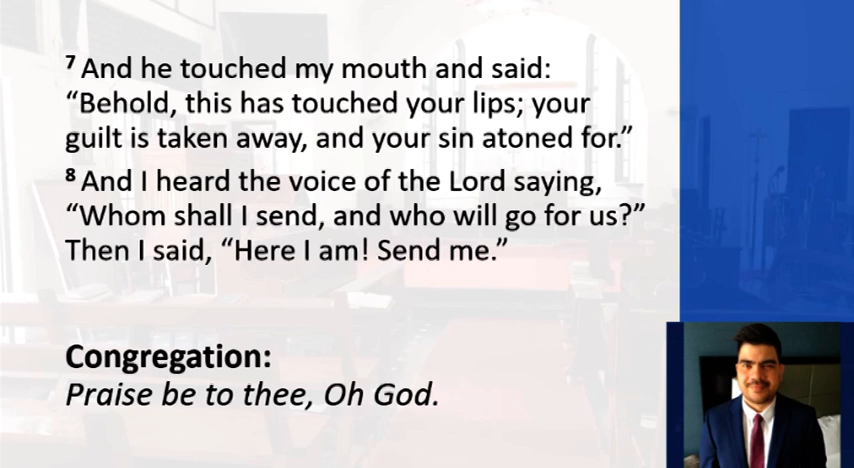 ⁷ And he touched my mouth and said:
“Behold, this has touched your lips; your
guilt is taken away, and your sin atoned for.”
⁸ And I heard the voice of the Lord saying,
“Whom shall I send, and who will go for us?”
Then I said, “Here I am! Send me.”
Congregation:
Praise be to thee, Oh God.